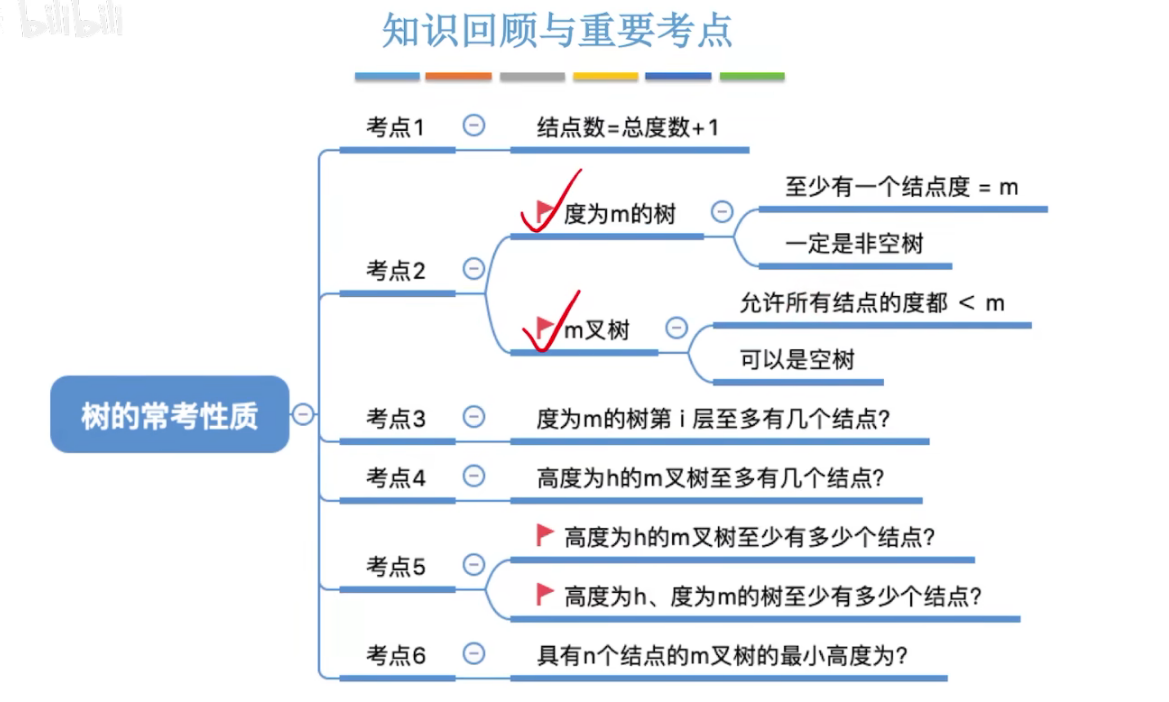 bilibili
知识回顾与重要考点
考点1
结点数=总度数+1
考点2
度为m的树
至少有一个结点度 = m
一定是非空树
m叉树
允许所有结点的度都 < m
可以是空树
树的常考性质
考点3
度为m的树第 i 层至多有几个结点?
考点4
高度为h的m叉树至多有几个结点?
考点5
高度为h的m叉树至少有多少个结点?
高度为h、度为m的树至少有多少个结点?
考点6
具有n个结点的m叉树的最小高度为?